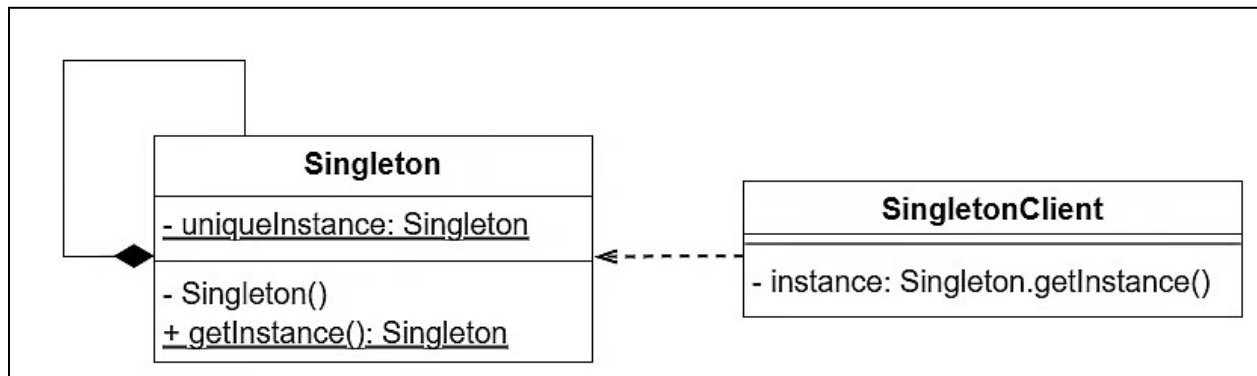 Singleton
- uniqueInstance: Singleton
- Singleton()
+ getInstance(): Singleton
SingletonClient
- instance: Singleton.getInstance()